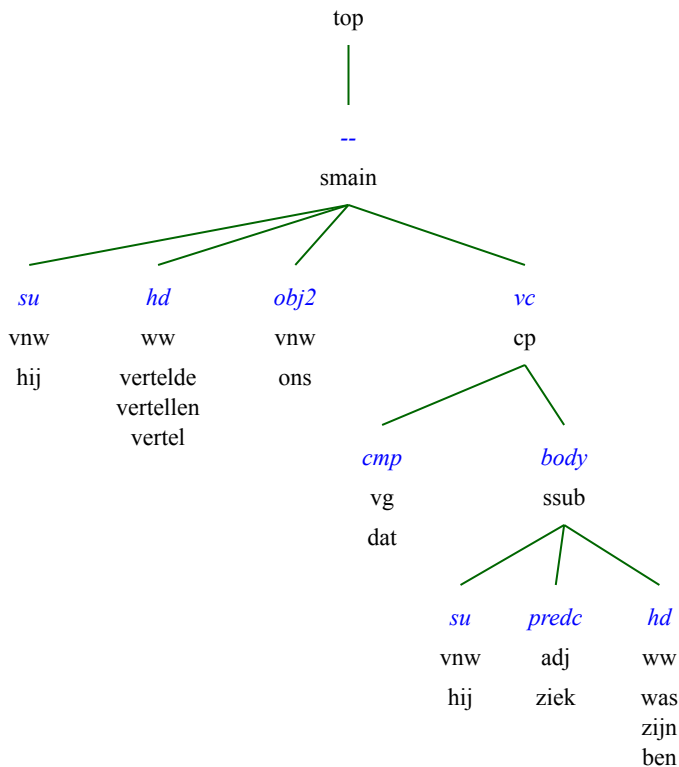 top
--
smain
su hd obj2 vc
vnw ww vnw cp
hij vertelde ons
vertellen
vertel
cmp body
vg ssub
dat
su predc hd
vnw adj ww
hij ziek was
zijn
ben